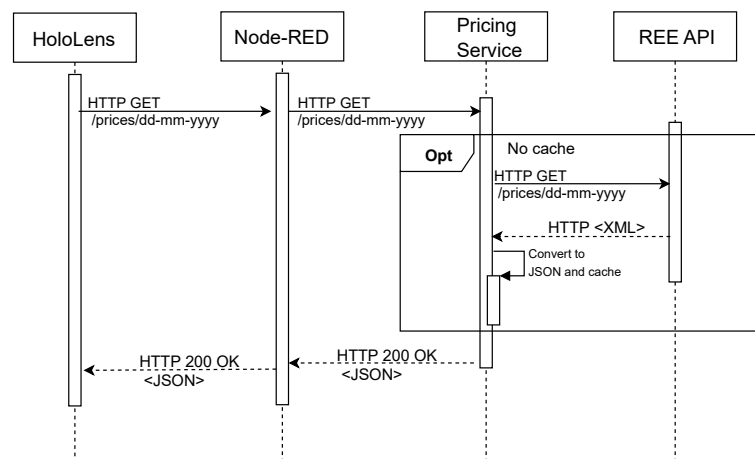 HoloLens
Node-RED
Pricing
Service
REE API
HTTP GET
/prices/dd-mm-yyyy
HTTP GET
/prices/dd-mm-yyyy
Opt
No cache
HTTP GET
/prices/dd-mm-yyyy
HTTP <XML>
Convert to
JSON and cache
HTTP 200 OK
<JSON>
HTTP 200 OK
<JSON>